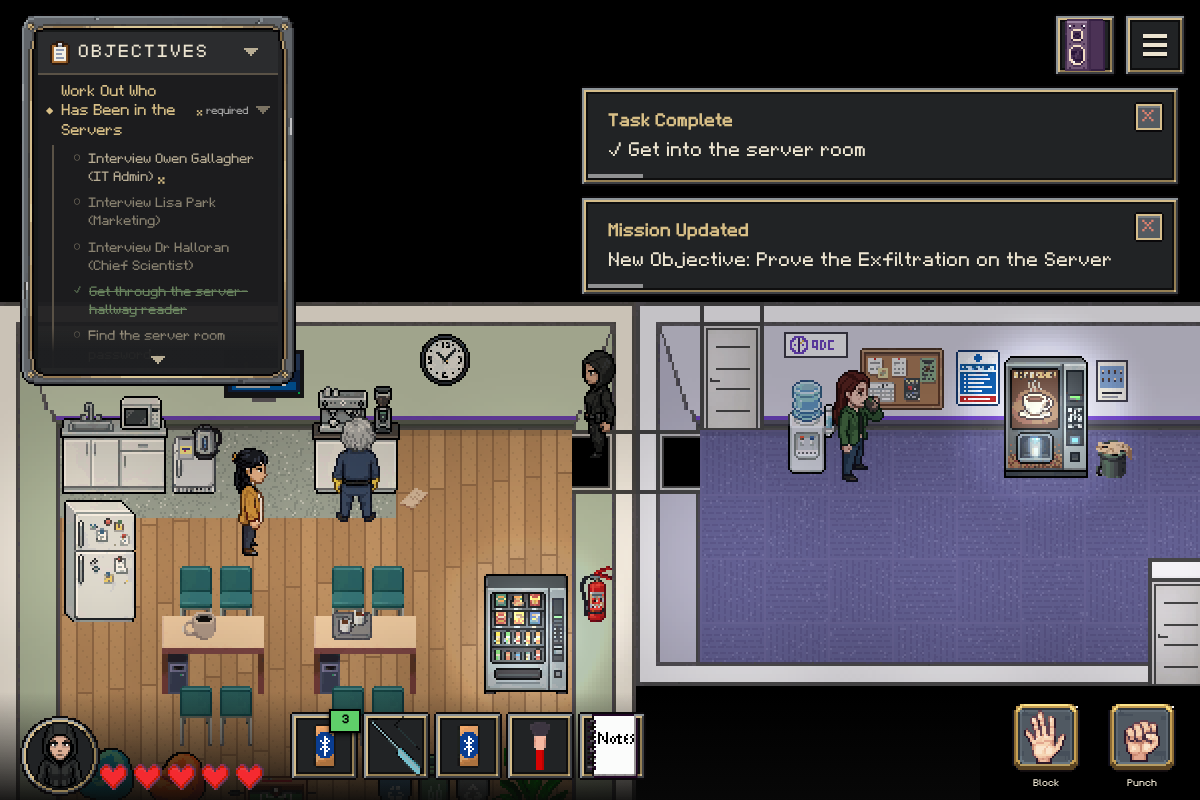 OBJECTIVES
Work Out Who
Has Been in the
Servers
x required
Interview Owen Gallagher
(IT Admin) x
Interview Lisa Park
(Marketing)
Interview Dr Halloran
(Chief Scientist)
✓ Get through the server
hallway reader
Find the server room
Task Complete
✓ Get into the server room
Mission Updated
New Objective: Prove the Exfiltration on the Server
QDC
3
Notes
Block
Punch